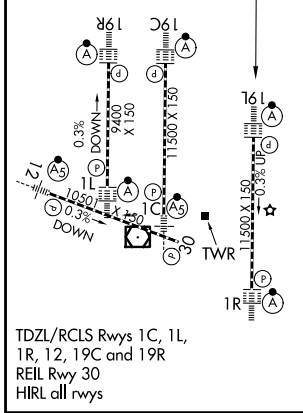 19R
19C
A
A
P
P
0.3%
DOWN
9400
X 150
11500 X 150
19L
A
P
12
A5
P
P
1L
A
P
A5
1C
10501 X 150
0.3%
DOWN
30
P
TWR
11500 X 150
0.3% UP
P
1R
A
TDZL/RCLS Rwys 1C, 1L,
1R, 12, 19C and 19R
REIL Rwy 30
HIRL all rwys